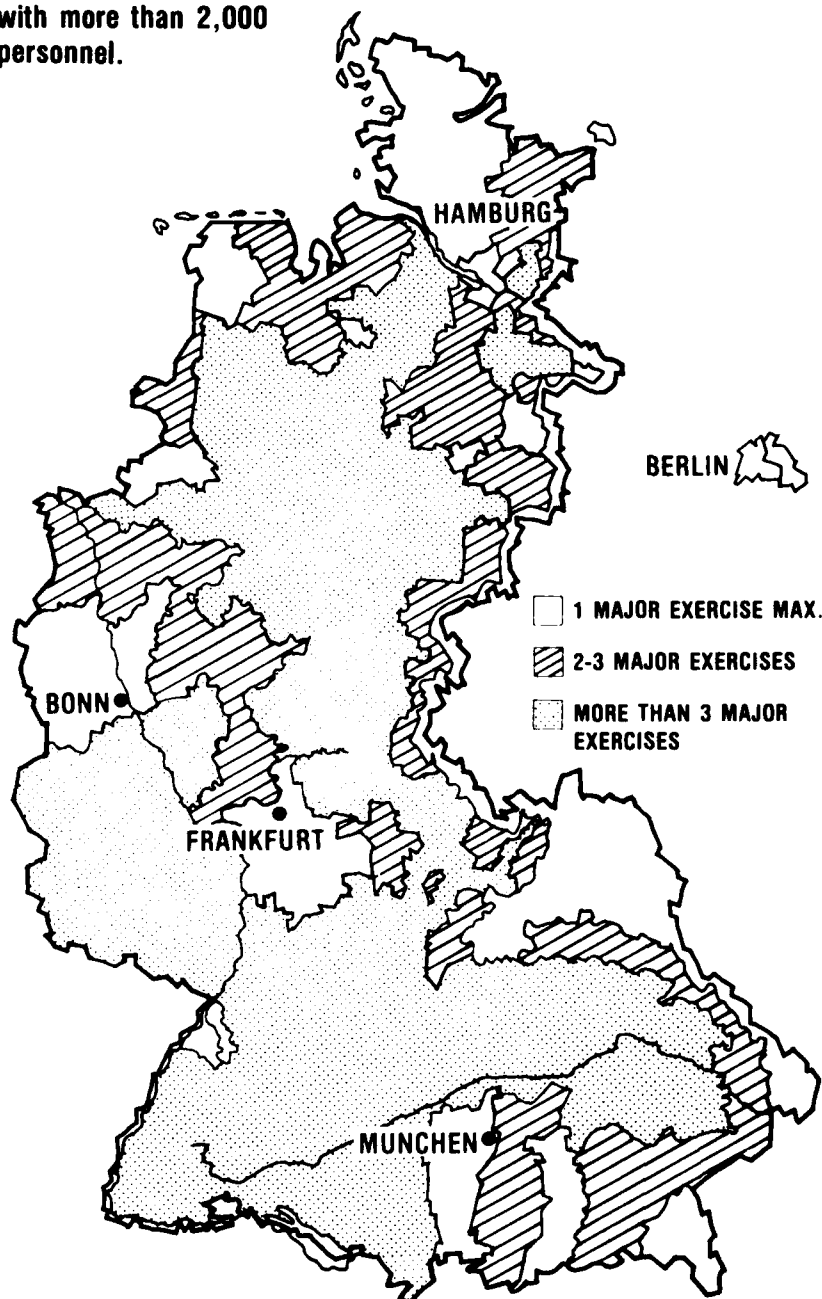 with more than 2,000
personnel.
HAMBURG
BERLIN
1 MAJOR EXERCISE MAX.
2-3 MAJOR EXERCISES
MORE THAN 3 MAJOR
EXERCISES
BONN
FRANKFURT
MUNCHEN